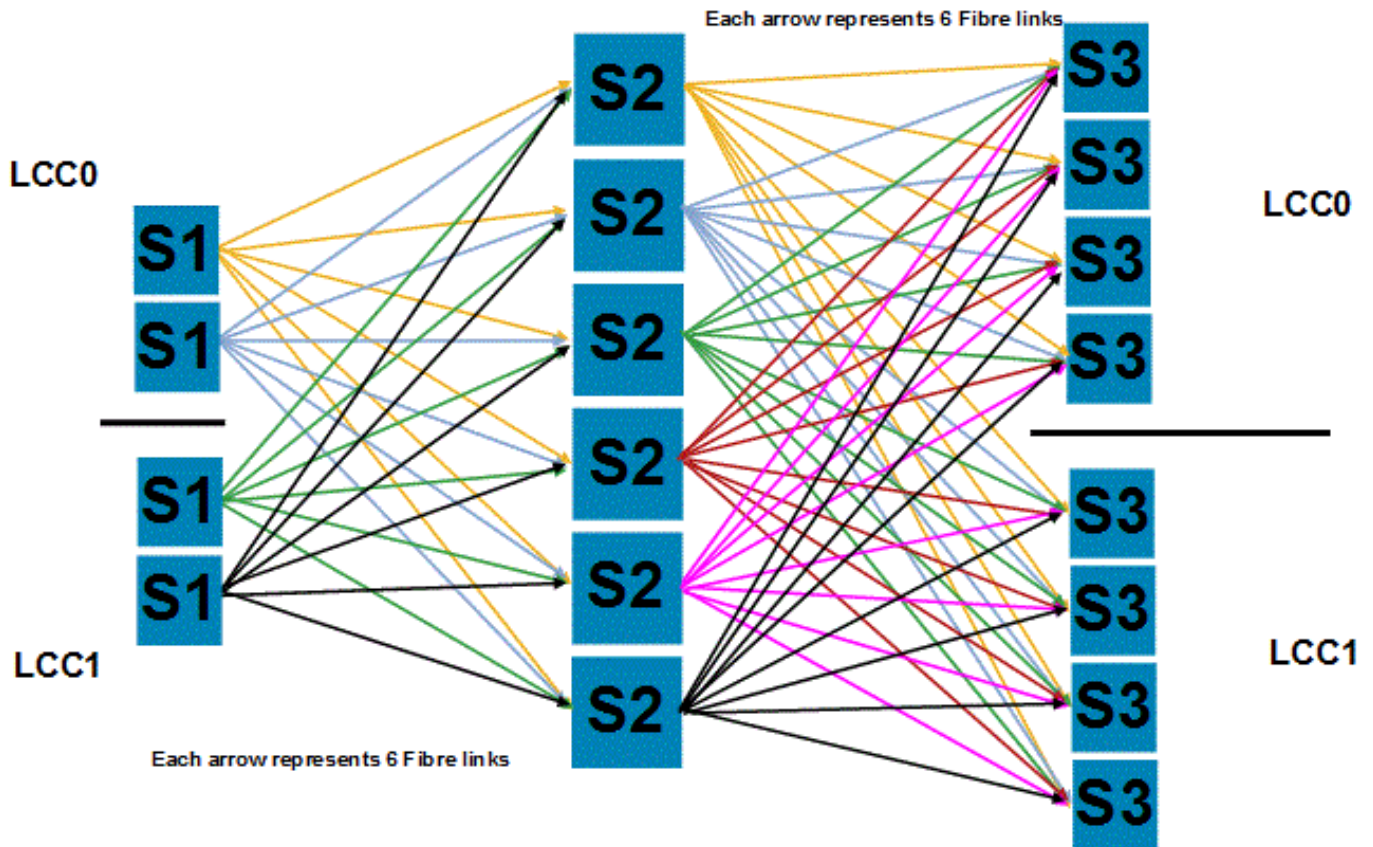 Each arrow represents 6 Fibre links
S2
S3
S3
LCC0
S2
LCC0
S1
S3
S1
S2
S3
S2
S1
S3
S1
S2
S3
LCC1
LCC1
S2
S3
Each arrow represents 6 Fibre links
S3